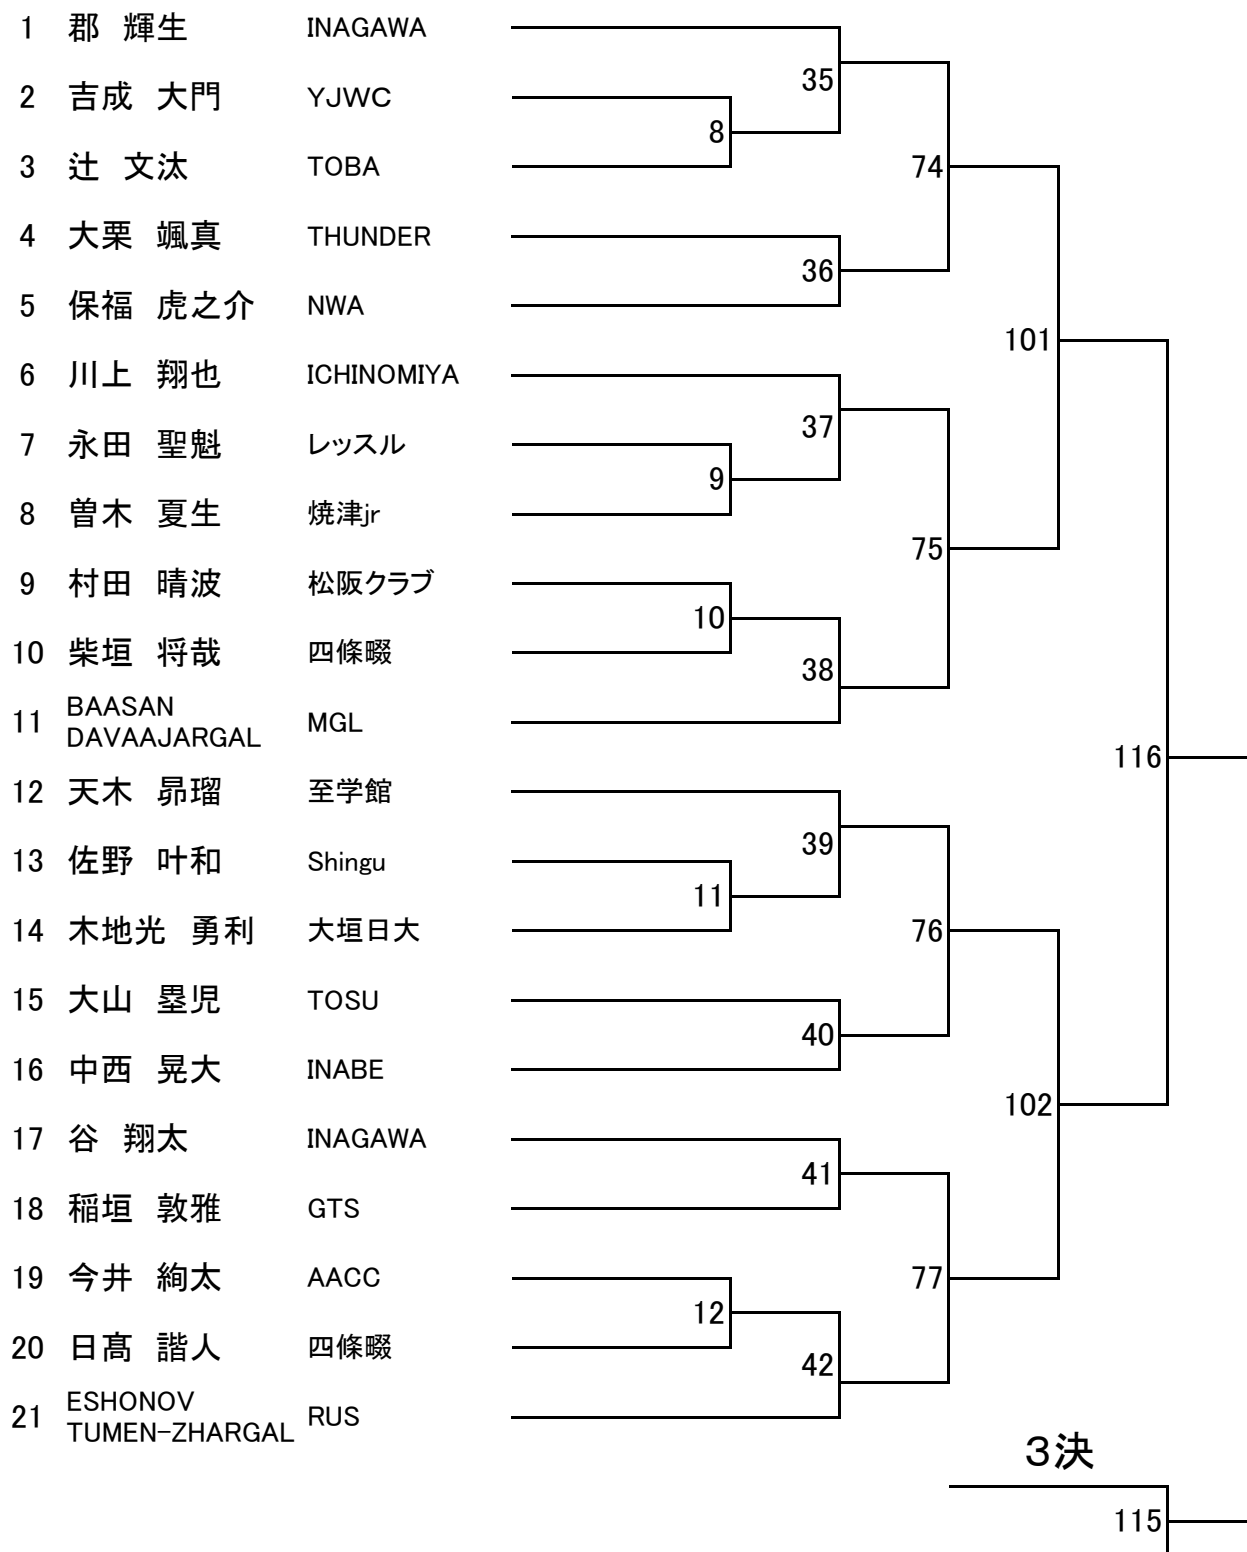 1 郡 輝生 INAGAWA
35
2 吉成 大門 YJWC
8
3 辻 文汰 TOBA
74
4 大栗 颯真 THUNDER
36
5 保福 虎之介 NWA
101
6 川上 翔也 ICHINOMIYA
37
7 永田 聖魁 レッスル
9
8 曽木 夏生 焼津jr
75
9 村田 晴波 松阪クラブ
10
10 柴垣 将哉 四條畷
38
11 BAASAN DAVAAJARGAL MGL
116
12 天木 昴瑠 至学館
39
13 佐野 叶和 Shingu
11
14 木地光 勇利 大垣日大
76
15 大山 塁児 TOSU
40
16 中西 晃大 INABE
102
17 谷 翔太 INAGAWA
41
18 稲垣 敦雅 GTS
19 今井 絢太 AACC
77
12
20 日髙 諧人 四條畷
42
21 ESHONOV TUMEN-ZHARGAL RUS
3決
115